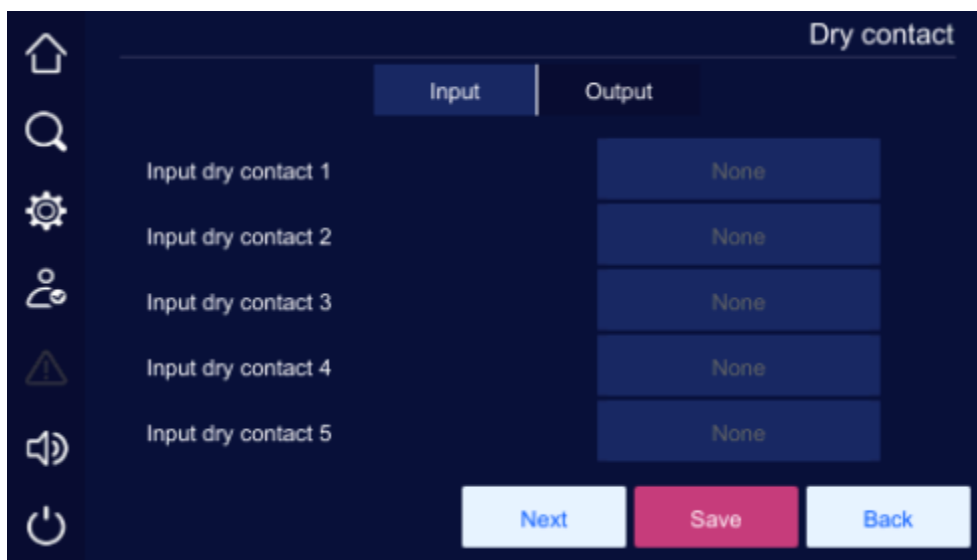 Dry contact
Input Output
Input dry contact 1 None
Input dry contact 2 None
Input dry contact 3 None
Input dry contact 4 None
Input dry contact 5 None
Next Save Back